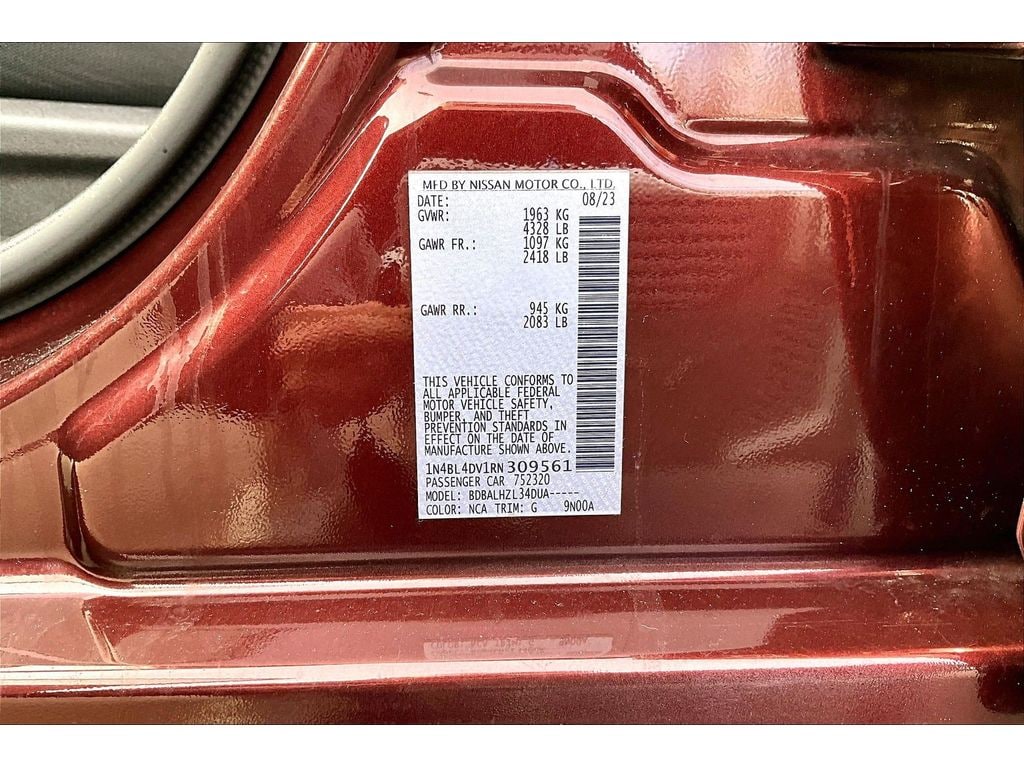 MFD BY NISSAN MOTOR CO., LTD.
DATE: 08/23
GVWR: 1963 KG
4328 LB
GAWR FR.: 1097 KG
2418 LB
GAWR RR.: 945 KG
2083 LB
THIS VEHICLE CONFORMS TO
ALL APPLICABLE FEDERAL
MOTOR VEHICLE SAFETY,
BUMPER, AND THEFT
PREVENTION STANDARDS IN
EFFECT ON THE DATE OF
MANUFACTURE SHOWN ABOVE.
1N4BL4DV1RN309561
PASSENGER CAR 752320
MODEL: BDBALHZL34DUA-----
COLOR: NCA TRIM: G 9N00A